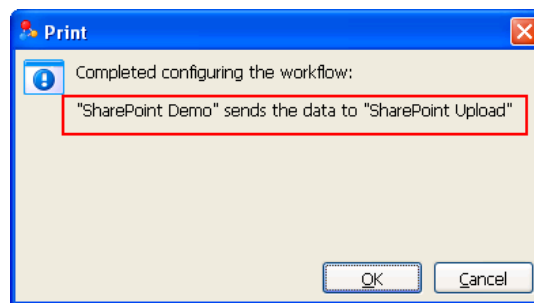 Print
Completed configuring the workflow:
"SharePoint Demo" sends the data to "SharePoint Upload"
OK
Cancel